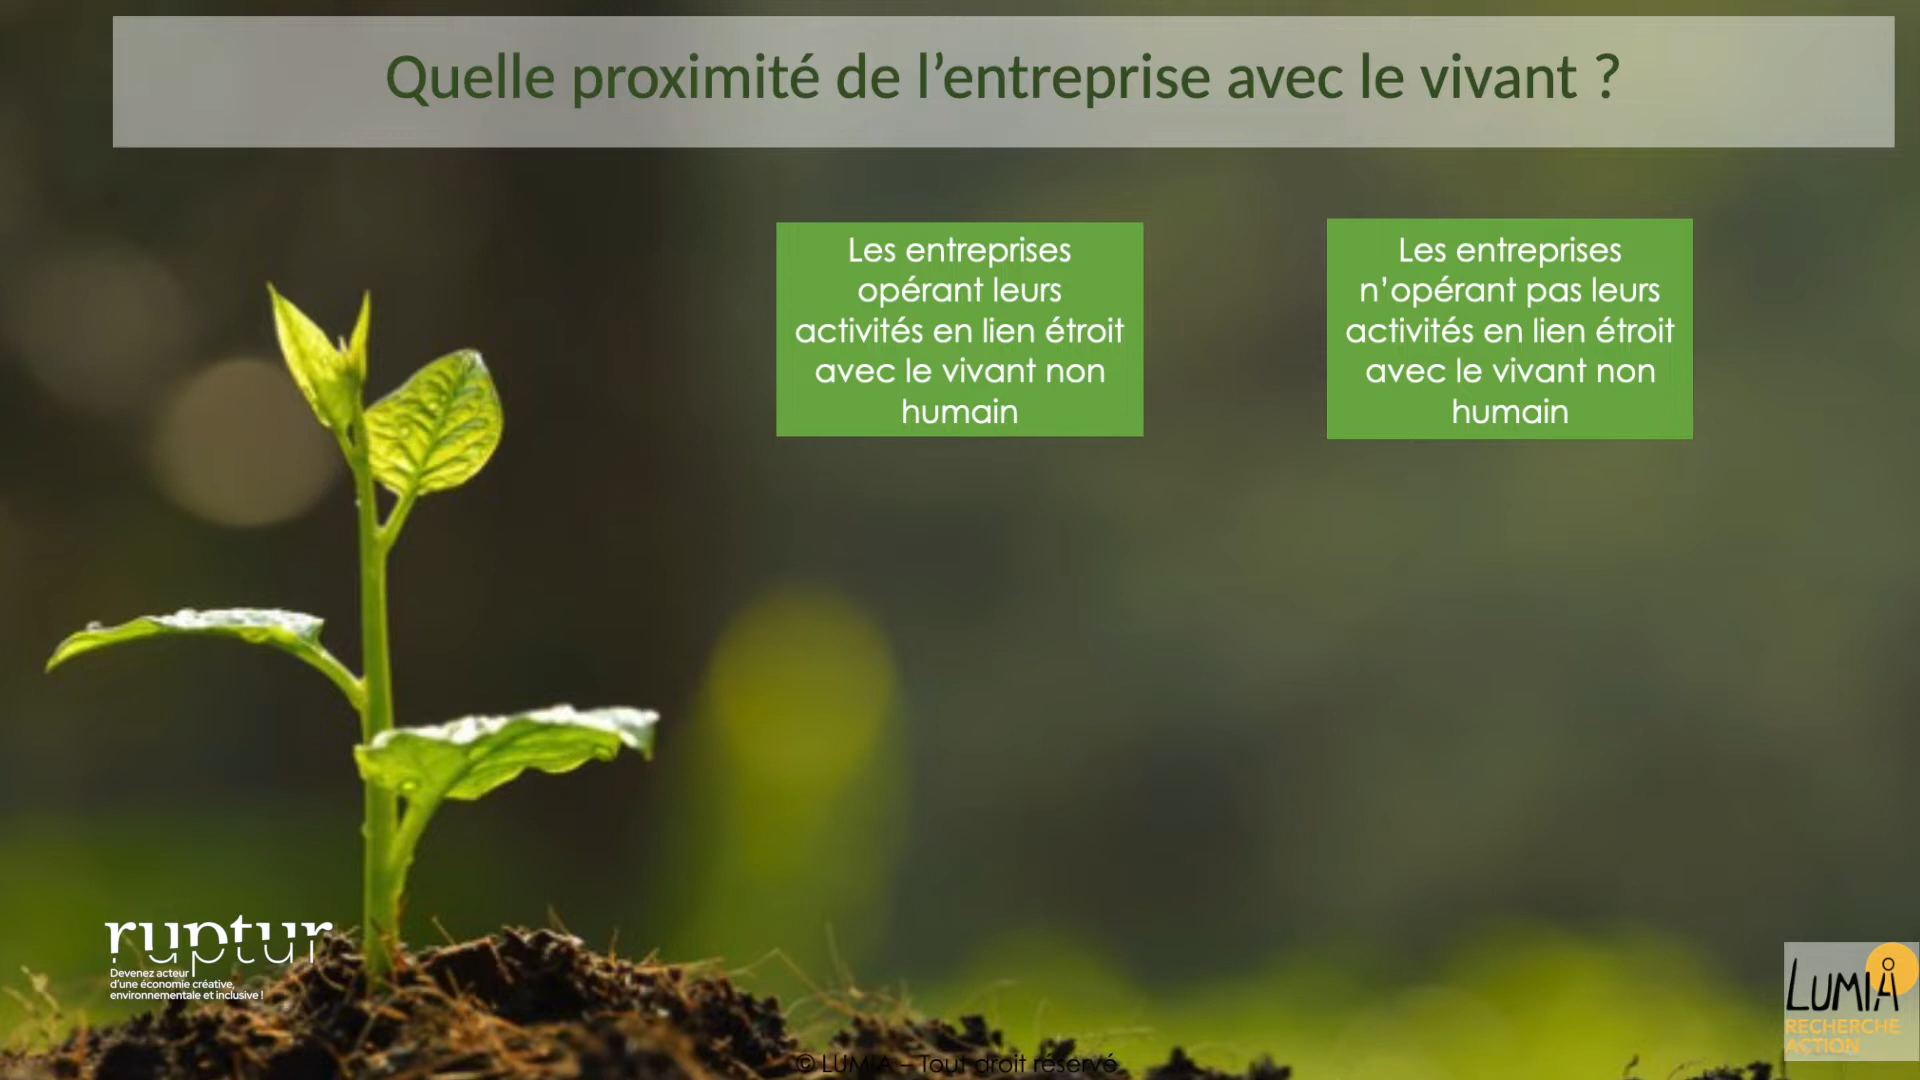 Quelle proximité de l’entreprise avec le vivant ?
Les entreprises
opérant leurs
activités en lien étroit
avec le vivant non
humain
Les entreprises
n’opérant pas leurs
activités en lien étroit
avec le vivant non
humain
ruptur
Devenez acteur
d'une économie créative,
environnementale et inclusive !
LUMIA
RECHERCHE
ACTION
© LUMIA – Tout droit réservé